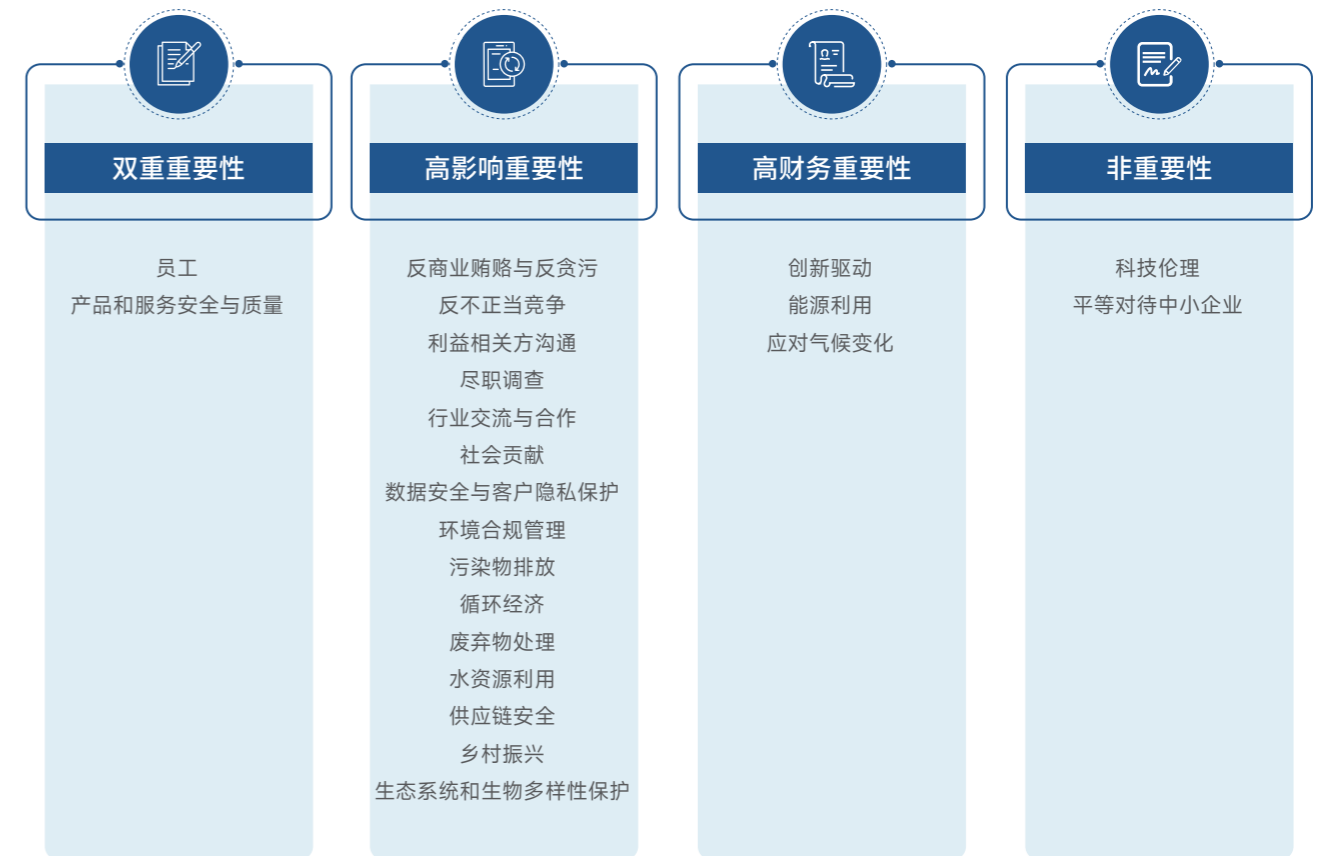 双重重要性
员工
产品和服务安全与质量
高影响重要性
反商业贿赂与反贪污
反不正当竞争
利益相关方沟通
尽职调查
行业交流与合作
社会贡献
数据安全与客户隐私保护
环境合规管理
污染物排放
循环经济
废弃物处理
水资源利用
供应链安全
乡村振兴
生态系统和生物多样性保护
高财务重要性
创新驱动
能源利用
应对气候变化
非重要性
科技伦理
平等对待中小企业